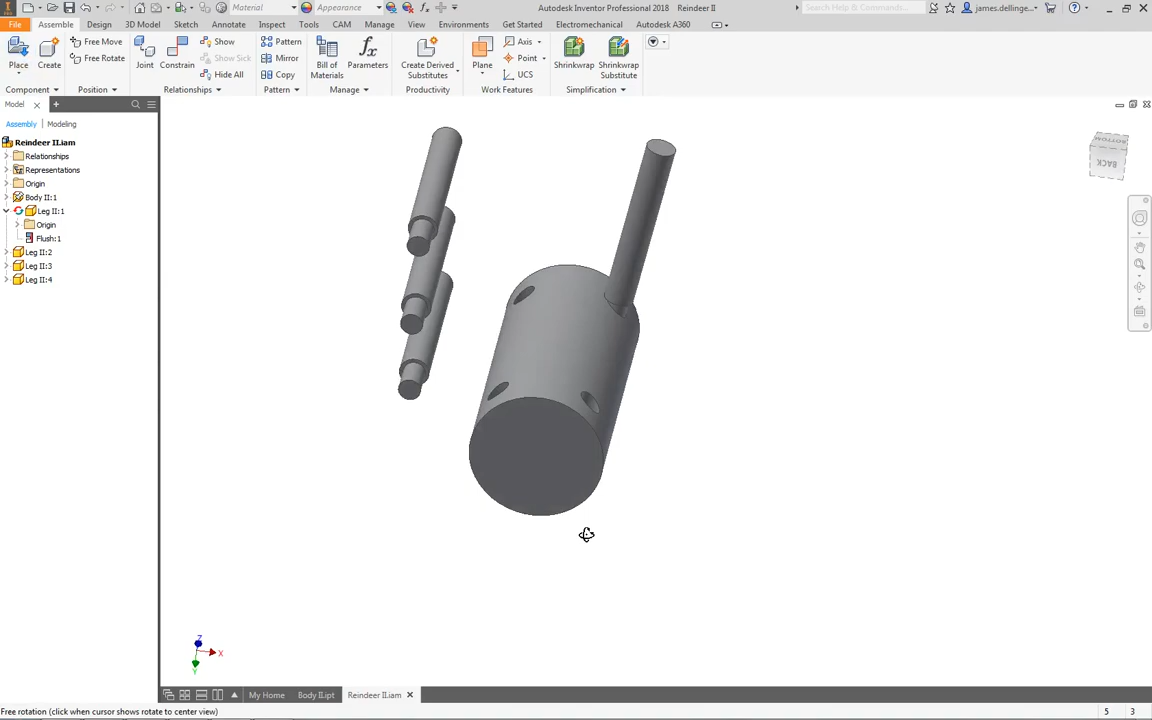 Material
Appearance
Autodesk Inventor Professional 2018 Reindeer II
Search Help & Commands...
james.dellinge...
File
Assemble
Design
3D Model
Sketch
Annotate
Inspect
Tools
CAM
Manage
View
Environments
Get Started
Electromechanical
Autodesk A360
Place
Create
Free Move
Free Rotate
Joint
Constrain
Show
Show Sick
Hide All
Pattern
Mirror
Copy
Bill of Materials
fx
Parameters
Create Derived Substitutes
Plane
Axis
Point
UCS
Shrinkwrap
Shrinkwrap Substitute
Component
Position
Relationships
Pattern
Manage
Productivity
Work Features
Simplification
Model
Assembly
Modeling
Reindeer II.iam
Relationships
Representations
Origin
Body II:1
Leg II:1
Origin
Flush:1
Leg II:2
Leg II:3
Leg II:4
BOTTOM
BACK
Z
X
Y
My Home
Body II.ipt
Reindeer II.iam
Free rotation (click when cursor shows rotate to center view)
5
3